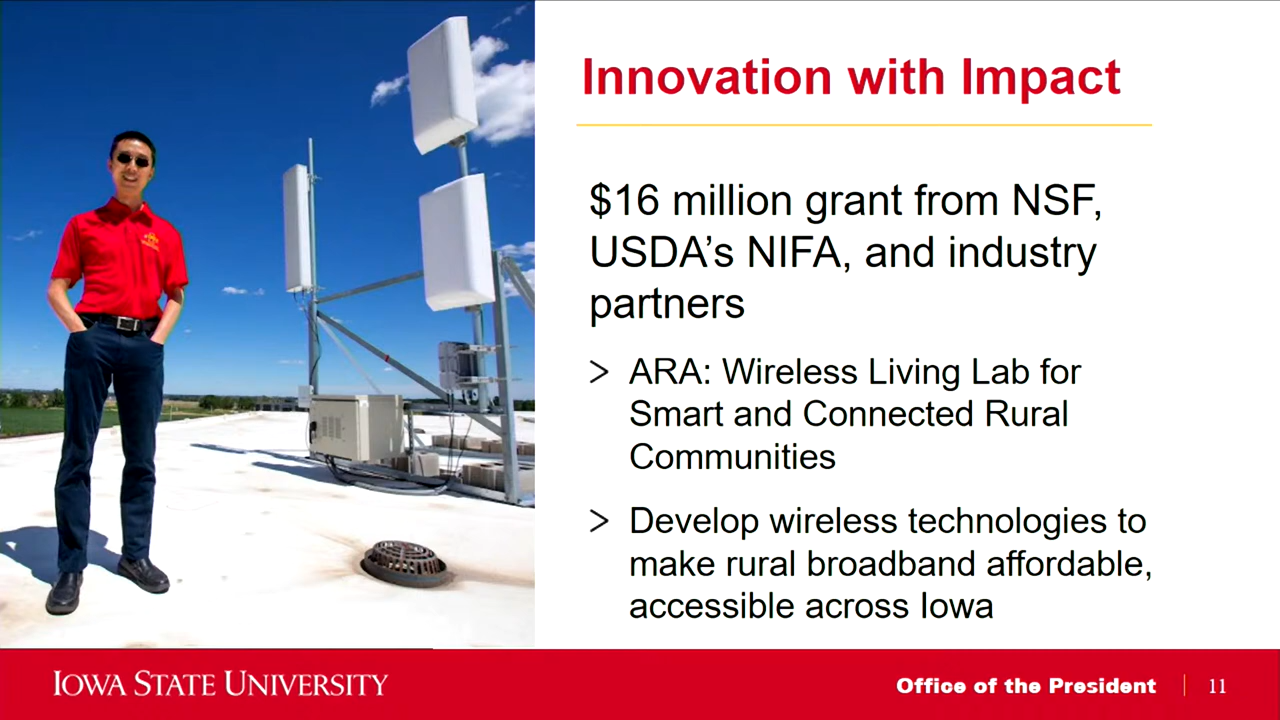 Innovation with Impact
$16 million grant from NSF,
USDA’s NIFA, and industry
partners
> ARA: Wireless Living Lab for
Smart and Connected Rural
Communities
> Develop wireless technologies to
make rural broadband affordable,
accessible across Iowa
IOWA STATE UNIVERSITY
Office of the President | 11